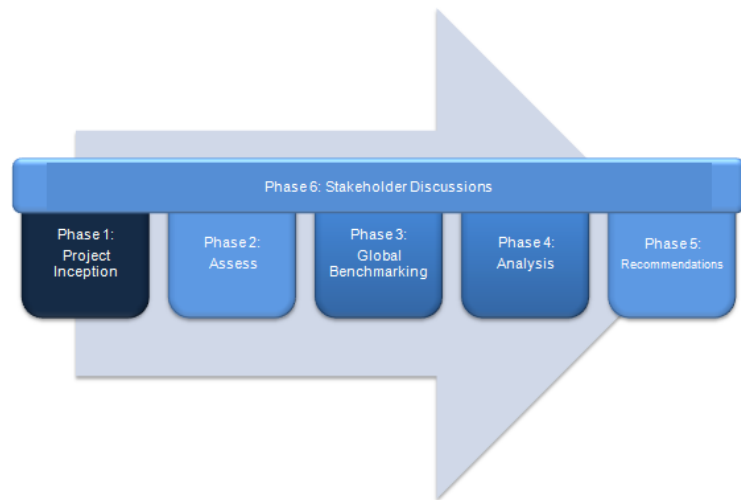 Phase 6: Stakeholder Discussions
Phase 1:
Project
Inception
Phase 2:
Assess
Phase 3:
Global
Benchmarking
Phase 4:
Analysis
Phase 5:
Recommendations